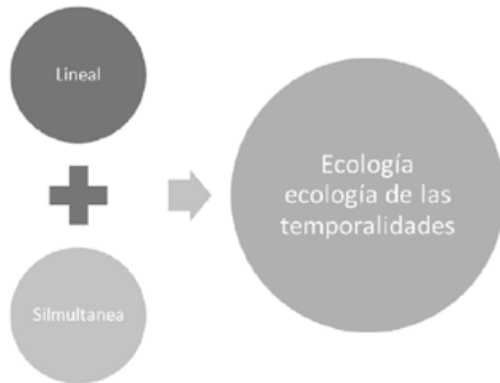 Lineal
Silmultanea
Ecología
ecología de las
temporalidades